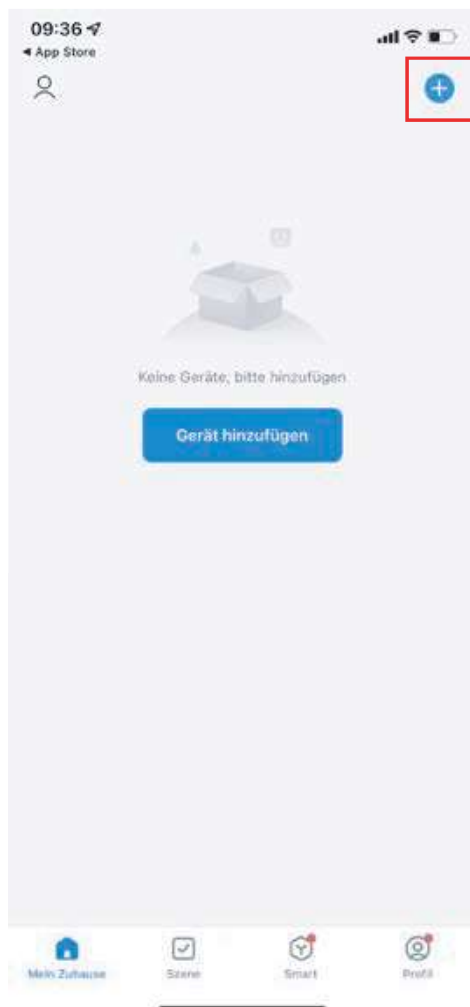 09:36
◀ App Store
Keine Geräte, bitte hinzufügen
Gerät hinzufügen
Mein Zuhause
Szene
Smart
Profil